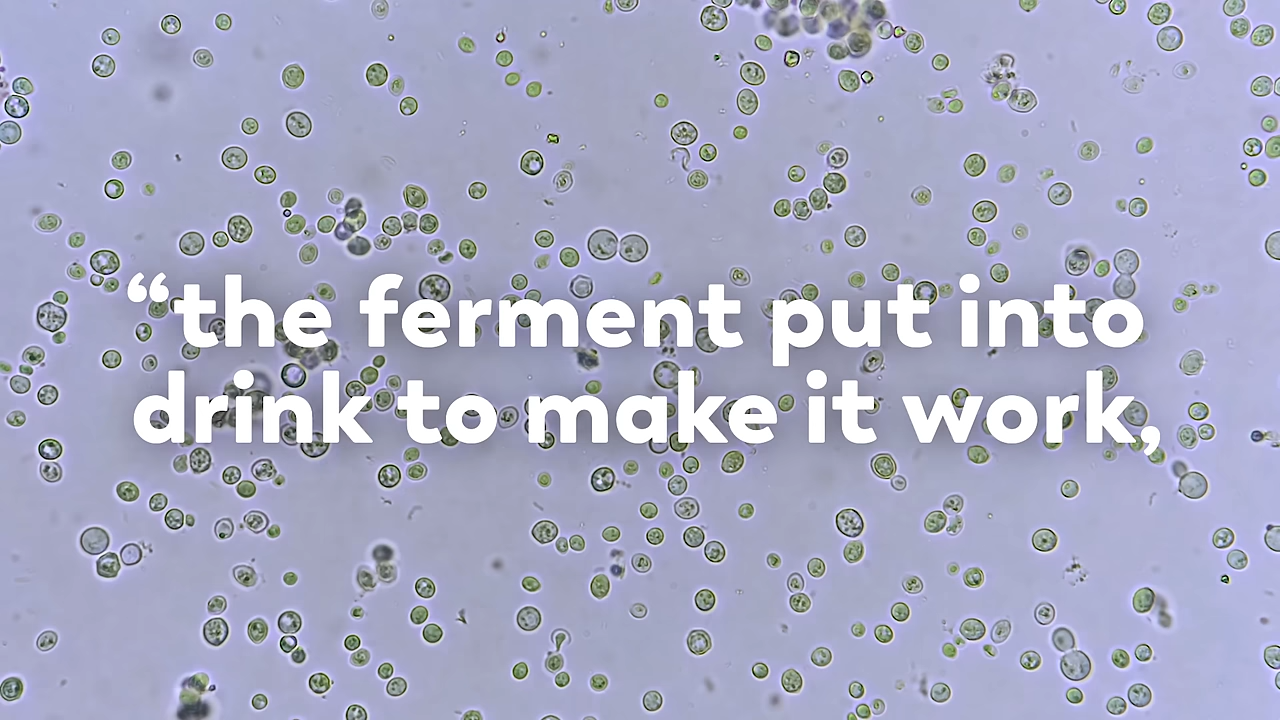 “the ferment put into
drink to make it work,